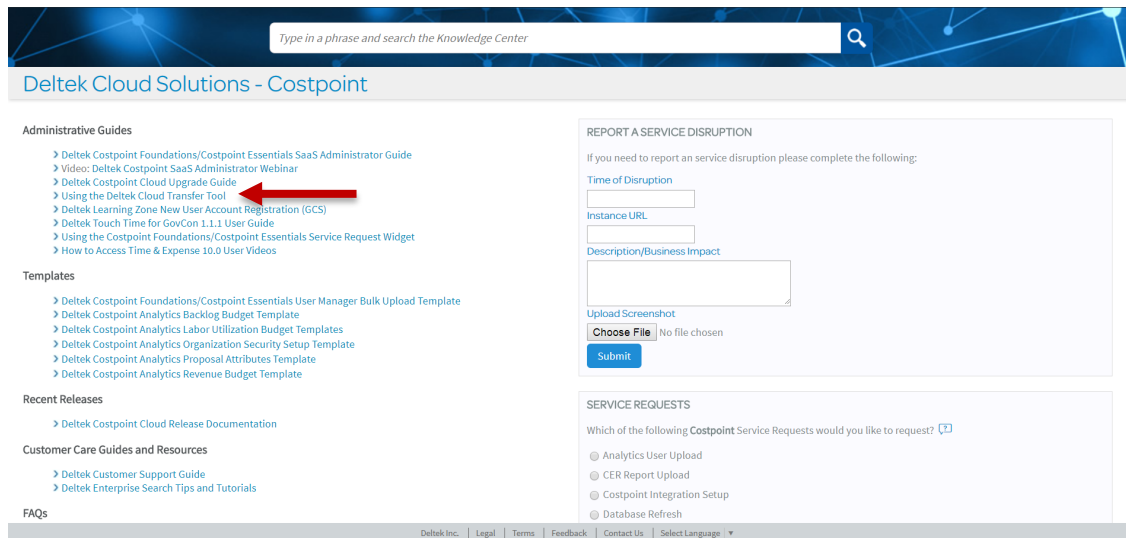 Type in a phrase and search the Knowledge Center
Deltek Cloud Solutions - Costpoint
Administrative Guides
Deltek Costpoint Foundations/Costpoint Essentials SaaS Administrator Guide
Video: Deltek Costpoint SaaS Administrator Webinar
Deltek Costpoint Cloud Upgrade Guide
Using the Deltek Cloud Transfer Tool
Deltek Learning Zone New User Account Registration (GCS)
Deltek Touch Time for GovCon 1.1.1 User Guide
Using the Costpoint Foundations/Costpoint Essentials Service Request Widget
How to Access Time & Expense 10.0 User Videos
Templates
Deltek Costpoint Foundations/Costpoint Essentials User Manager Bulk Upload Template
Deltek Costpoint Analytics Backlog Budget Template
Deltek Costpoint Analytics Labor Utilization Budget Templates
Deltek Costpoint Analytics Organization Security Setup Template
Deltek Costpoint Analytics Proposal Attributes Template
Deltek Costpoint Analytics Revenue Budget Template
Recent Releases
Deltek Costpoint Cloud Release Documentation
Customer Care Guides and Resources
Deltek Customer Support Guide
Deltek Enterprise Search Tips and Tutorials
FAQs
REPORT A SERVICE DISRUPTION
If you need to report an service disruption please complete the following:
Time of Disruption
Instance URL
Description/Business Impact
Upload Screenshot
Choose File No file chosen
Submit
SERVICE REQUESTS
Which of the following Costpoint Service Requests would you like to request? ?
Analytics User Upload
CER Report Upload
Costpoint Integration Setup
Database Refresh
Deltek Inc. | Legal | Terms | Feedback | Contact Us | Select Language | ▼